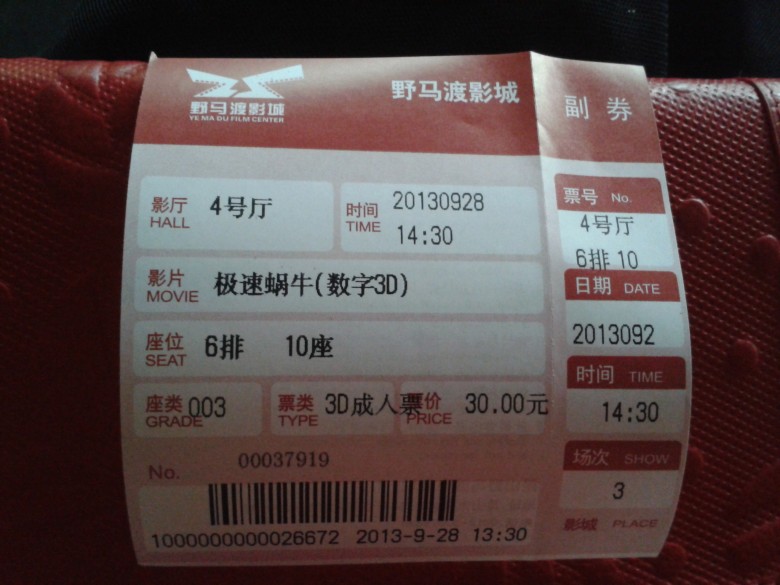 野马渡影城
YE MA DU FILM CENTER
野马渡影城
影厅 4号厅
HALL
时间 20130928
TIME 14:30
影片 极速蜗牛(数字3D)
MOVIE
座位 6排 10座
SEAT
座类 003
GRADE
票类 3D成人票
TYPE
票价 30.00元
PRICE
No. 00037919
1000000000026672 2013-9-28 13:30
副券
票号 No.
4号厅
6排 10
日期 DATE
2013092
时间 TIME
14:30
场次 SHOW
3
影城 PLACE